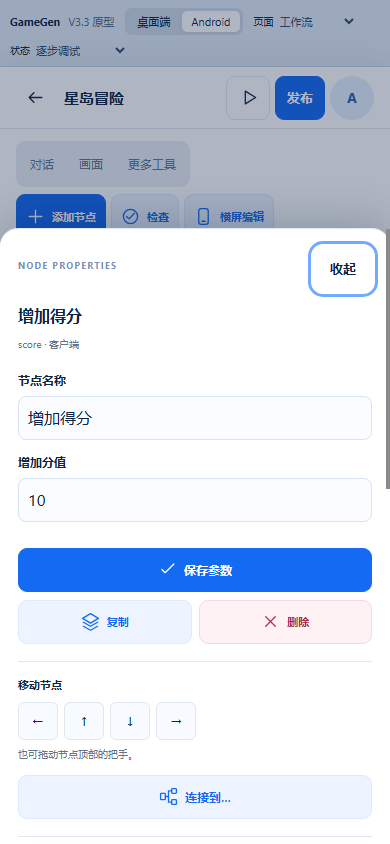 GameGen V3.3 原型 桌面端 Android 页面 工作流
状态 逐步调试
← 星岛冒险 发布 A
对话 画面 更多工具
添加节点 检查 横屏编辑
NODE PROPERTIES 收起
增加得分
score · 客户端
节点名称
增加得分
增加分值
10
保存参数
复制 删除
移动节点
← ↑ ↓ →
也可拖动节点顶部的把手。
连接到...